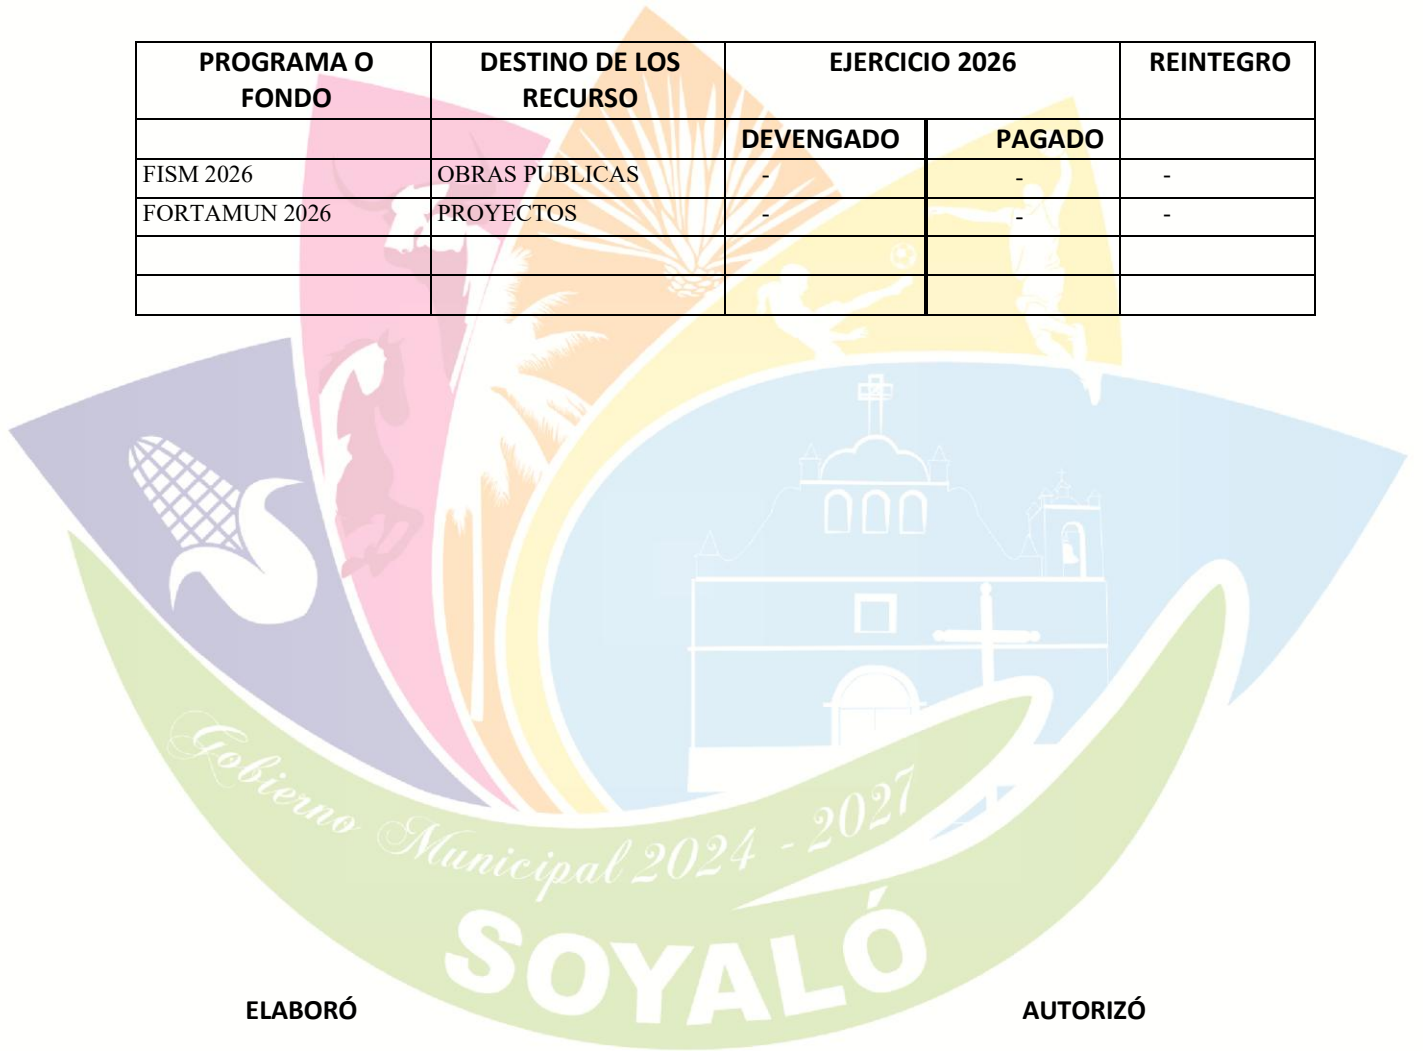 PROGRAMA O FONDO DESTINO DE LOS RECURSO EJERCICIO 2026 REINTEGRO
DEVENGADO PAGADO
FISM 2026 OBRAS PUBLICAS - - -
FORTAMUN 2026 PROYECTOS - - -
Gobierno Municipal 2024 - 2027
SOYALÓ
ELABORÓ AUTORIZÓ